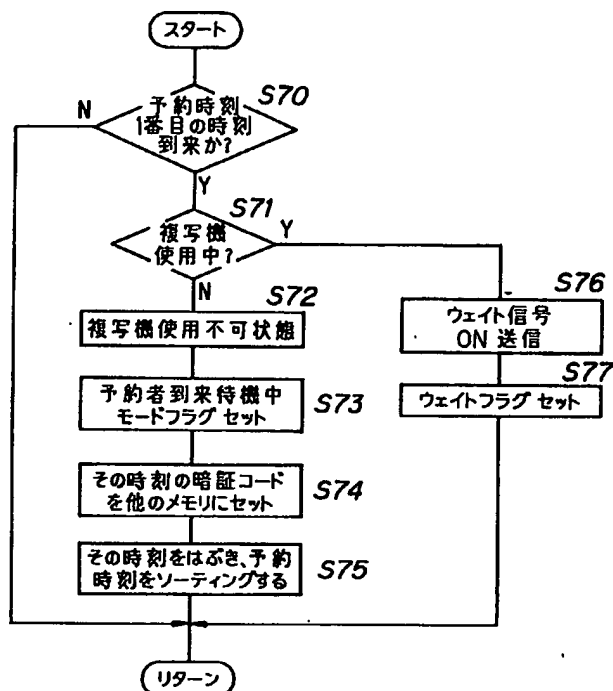 スタート
S70
N
予約時刻
1番目の時刻
到来か?
Y
S71
複写機
使用中?
Y
N
S72
複写機使用不可状態
S76
ウェイト信号
ON 送信
S77
ウェイトフラグセット
予約者到来待機中
モードフラグセット
S73
その時刻の暗証コード
を他のメモリにセット
S74
その時刻をはぶき、予約
時刻をソーティングする
S75
リターン